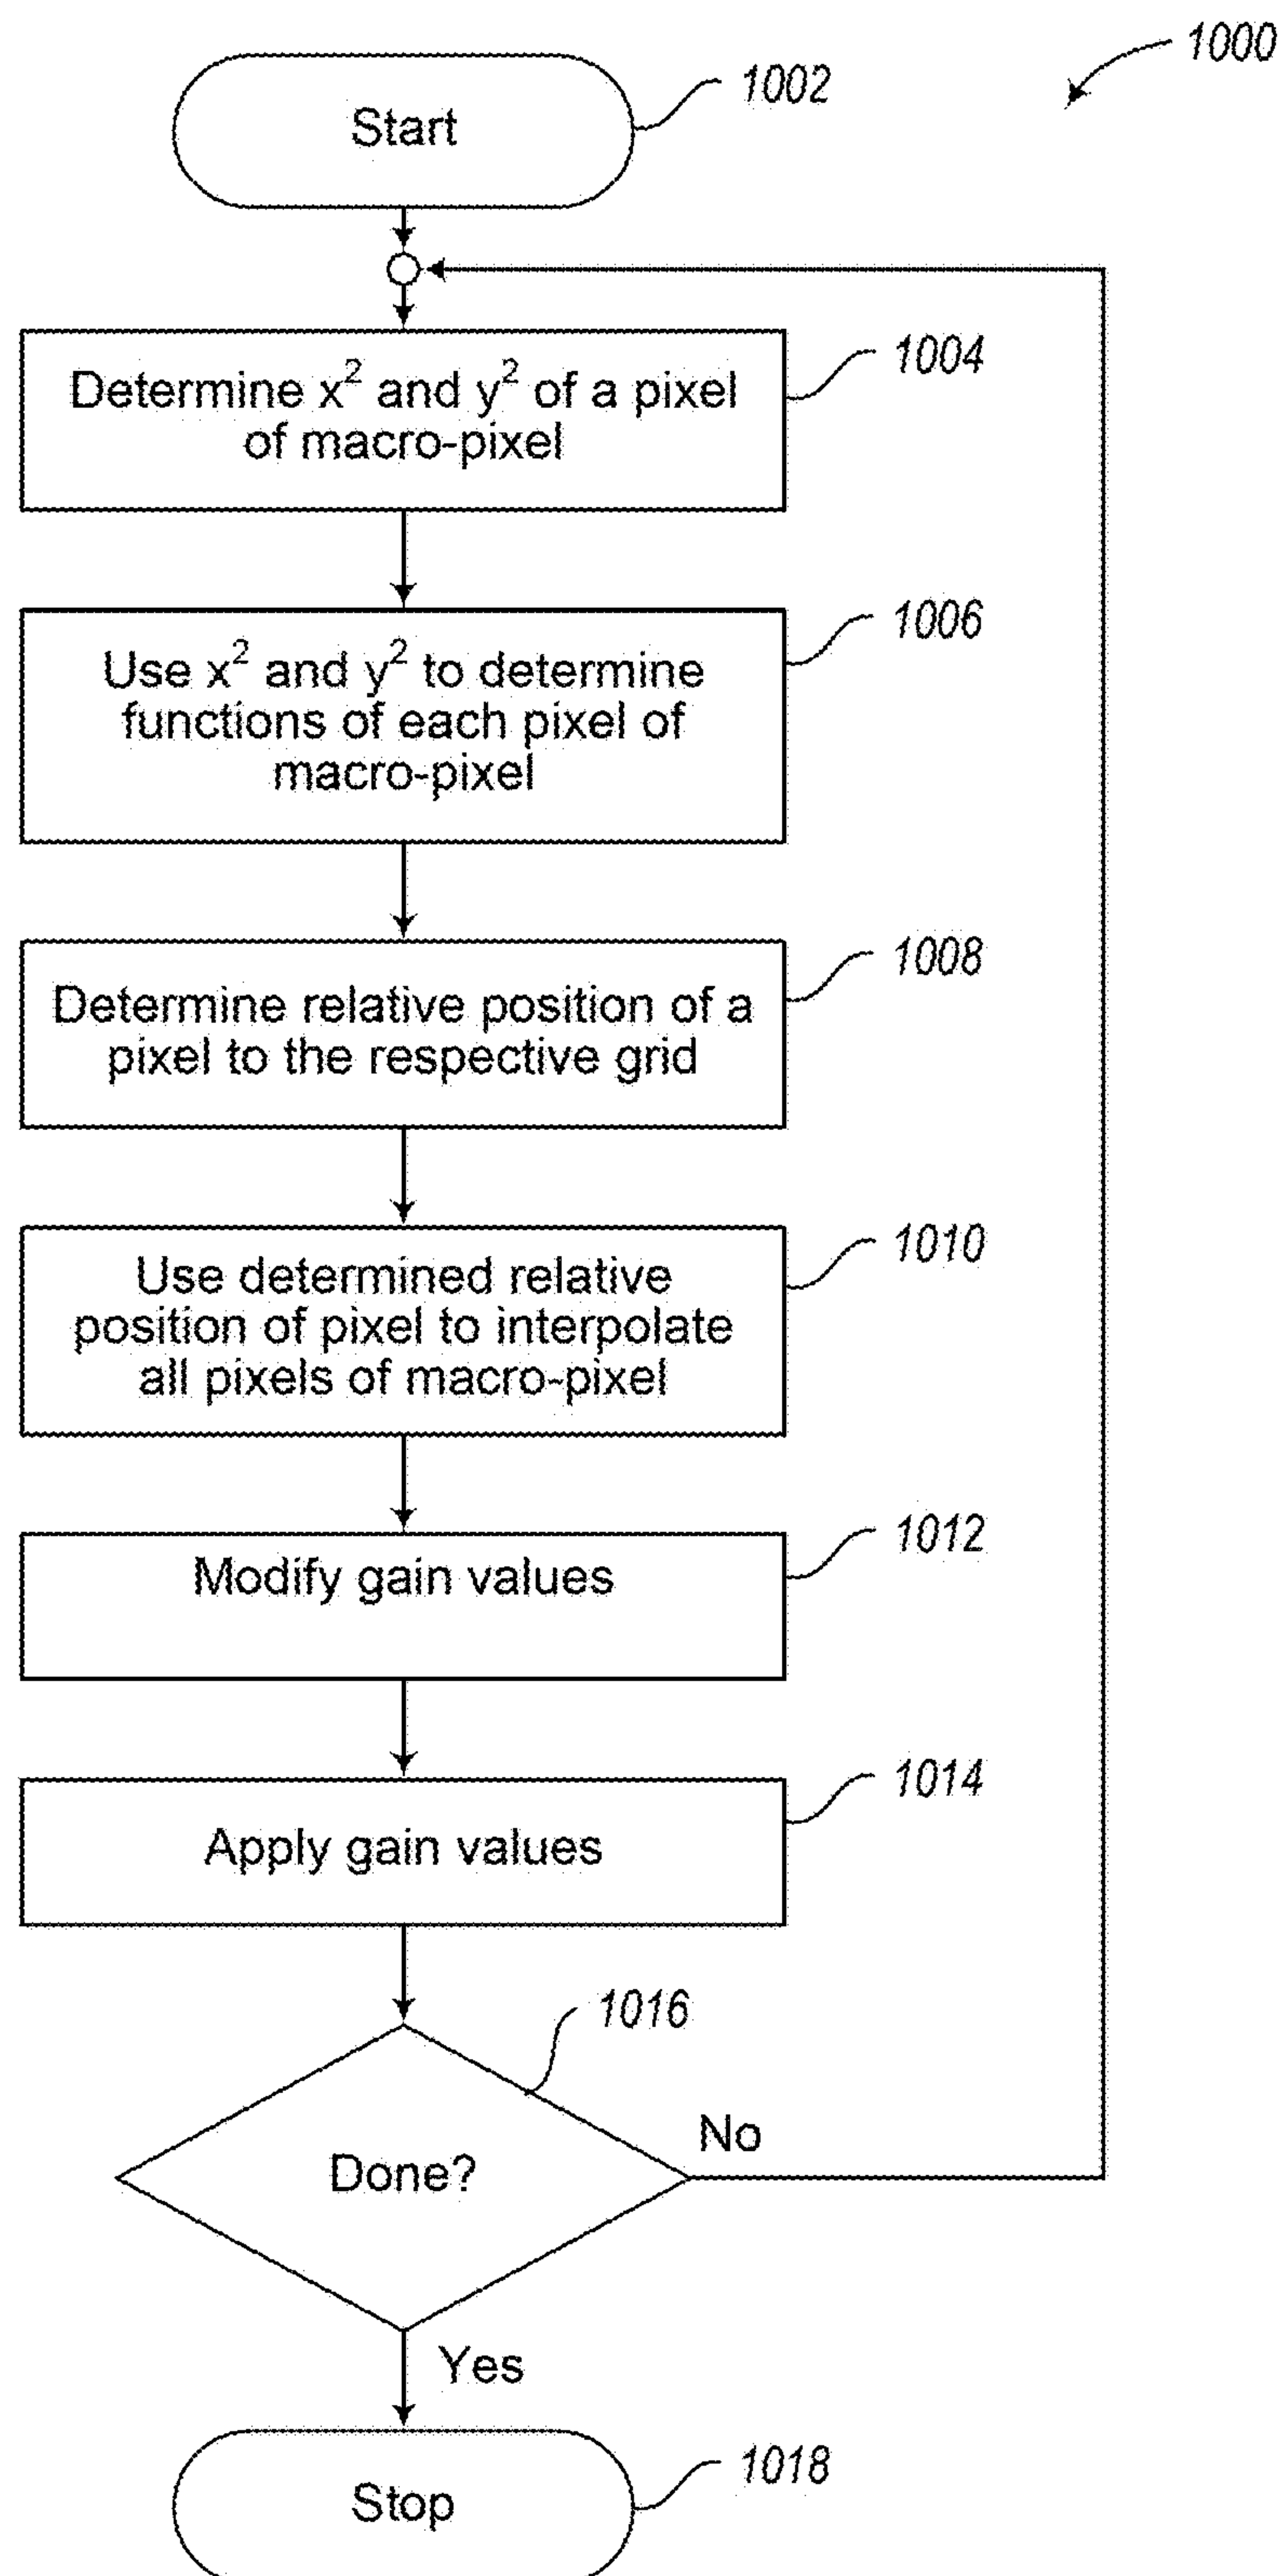 1000
Start
1002
Determine x² and y² of a pixel
of macro-pixel
1004
Use x² and y² to determine
functions of each pixel of
macro-pixel
1006
Determine relative position of a
pixel to the respective grid
1008
Use determined relative
position of pixel to interpolate
all pixels of macro-pixel
1010
Modify gain values
1012
Apply gain values
1014
Done?
1016
No
Yes
Stop
1018